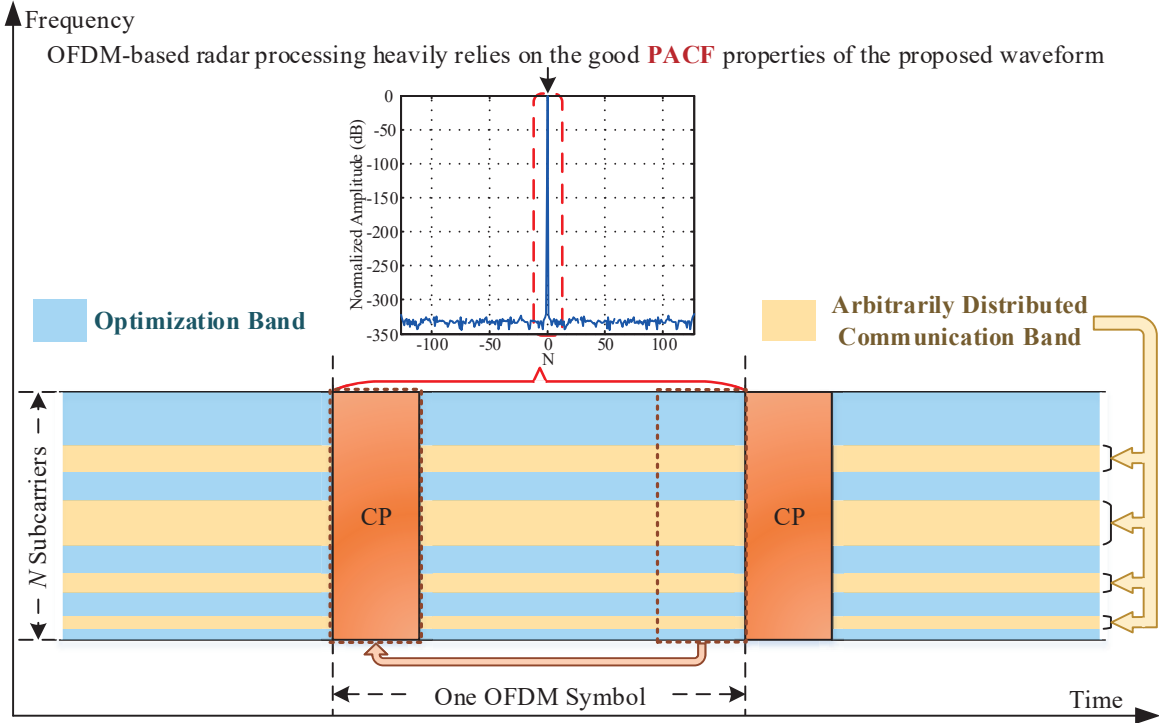 Frequency
OFDM-based radar processing heavily relies on the good PACF properties of the proposed waveform
Normalized Amplitude (dB)
0
-50
-100
-150
-200
-250
-300
-350
-100
-50
0
50
100
N
Optimization Band
Arbitrarily Distributed
Communication Band
N Subcarriers
CP
CP
One OFDM Symbol
Time